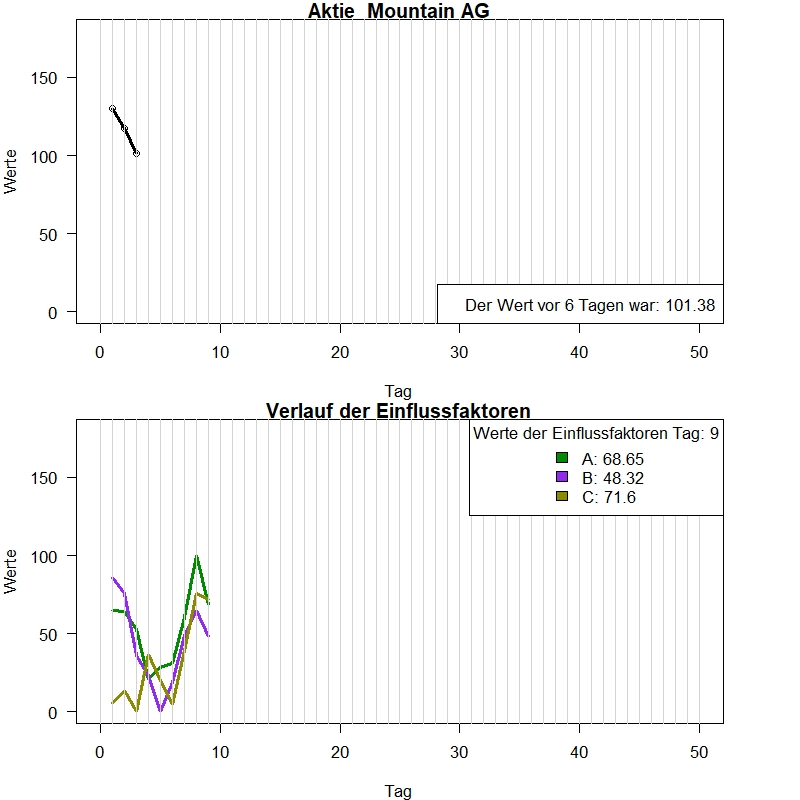 Aktie  Mountain AG
Werte
150
100
50
0
Der Wert vor 6 Tagen war: 101.38
0 10 20 30 40 50
Tag
Verlauf der Einflussfaktoren
Werte
Werte der Einflussfaktoren Tag: 9
A: 68.65
B: 48.32
C: 71.6
150
100
50
0
0 10 20 30 40 50
Tag